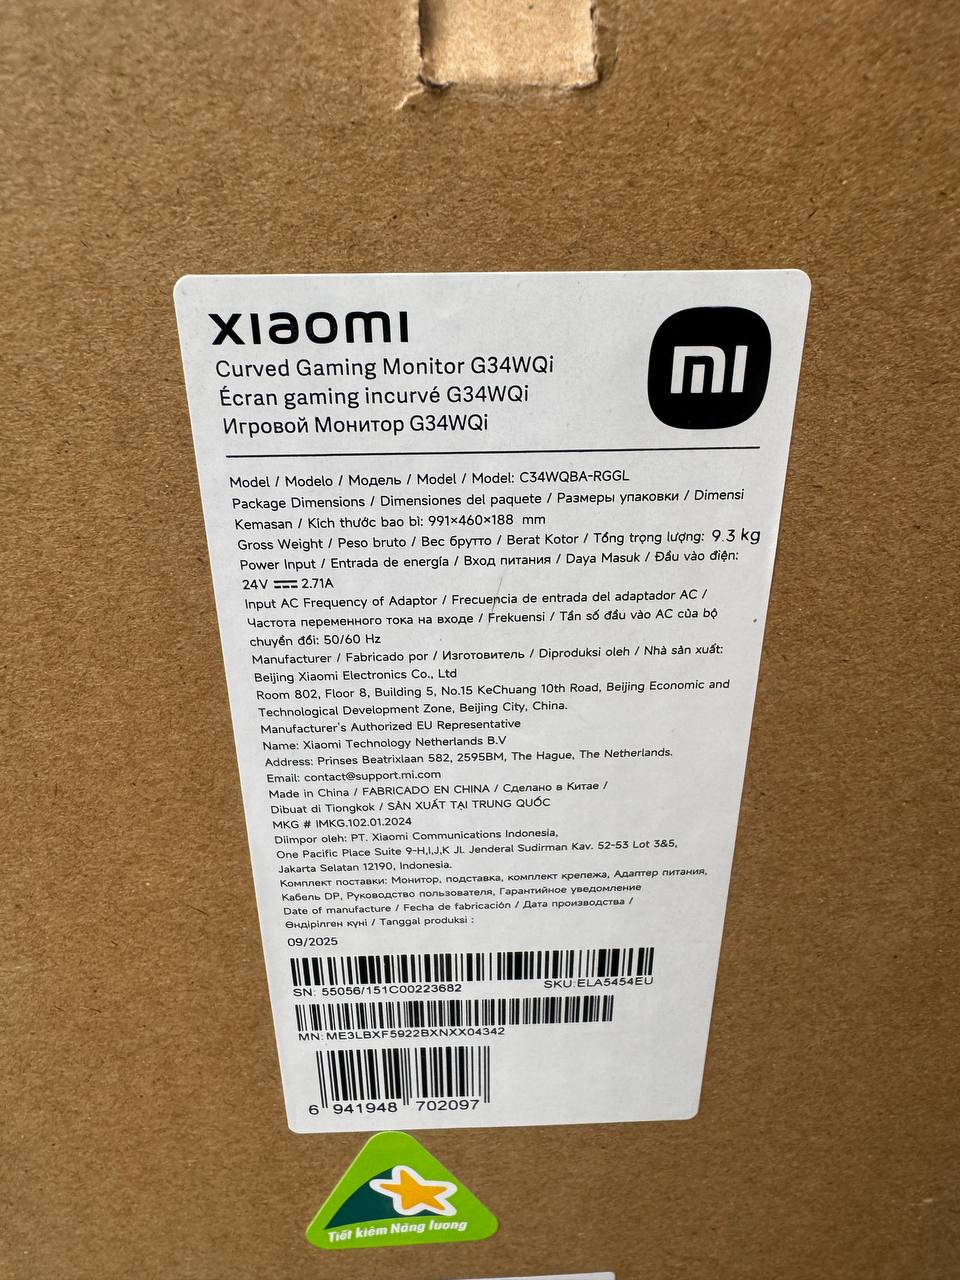 xiaomi
mi
Curved Gaming Monitor G34WQi
Écran gaming incurvé G34WQi
Игровой Монитор G34WQi
Model / Modelo / Модель / Model / Model: C34WQBA-RGGL
Package Dimensions / Dimensiones del paquete / Размеры упаковки / Dimensi
Kemasan / Kích thước bao bì: 991×460×188 mm
Gross Weight / Peso bruto / Вес брутто / Berat Kotor / Tổng trọng lượng: 9.3 kg
Power Input / Entrada de energía / Вход питания / Daya Masuk / Đầu vào điện:
24V ⎓ 2.71A
Input AC Frequency of Adaptor / Frecuencia de entrada del adaptador AC /
Частота переменного тока на входе / Frekuensi / Tần số đầu vào AC của bộ
chuyển đổi: 50/60 Hz
Manufacturer / Fabricado por / Изготовитель / Diproduksi oleh / Nhà sản xuất:
Beijing Xiaomi Electronics Co., Ltd
Room 802, Floor 8, Building 5, No.15 KeChuang 10th Road, Beijing Economic and
Technological Development Zone, Beijing City, China.
Manufacturer's Authorized EU Representative
Name: Xiaomi Technology Netherlands B.V
Address: Prinses Beatrixlaan 582, 2595BM, The Hague, The Netherlands.
Email: contact@support.mi.com
Made in China / FABRICADO EN CHINA / Сделано в Китае /
Dibuat di Tiongkok / SẢN XUẤT TẠI TRUNG QUỐC
MKG # IMKG.102.01.2024
Diimpor oleh: PT. Xiaomi Communications Indonesia,
One Pacific Place Suite 9-H,I,J,K Jl. Jenderal Sudirman Kav. 52-53 Lot 3&5,
Jakarta Selatan 12190, Indonesia.
Комплект поставки: Монитор, подставка, комплект крепежа, Адаптер питания,
Кабель DP, Руководство пользователя, Гарантийное уведомление
Date of manufacture / Fecha de fabricación / Дата производства /
Өндірілген күні / Tanggal produksi :
09/2025
SN: 55056/151C00223682 SKU:ELA5454EU
MN:ME3LBXF5922BXNXX04342
6 941948 702097
Tiết kiệm Năng lượng